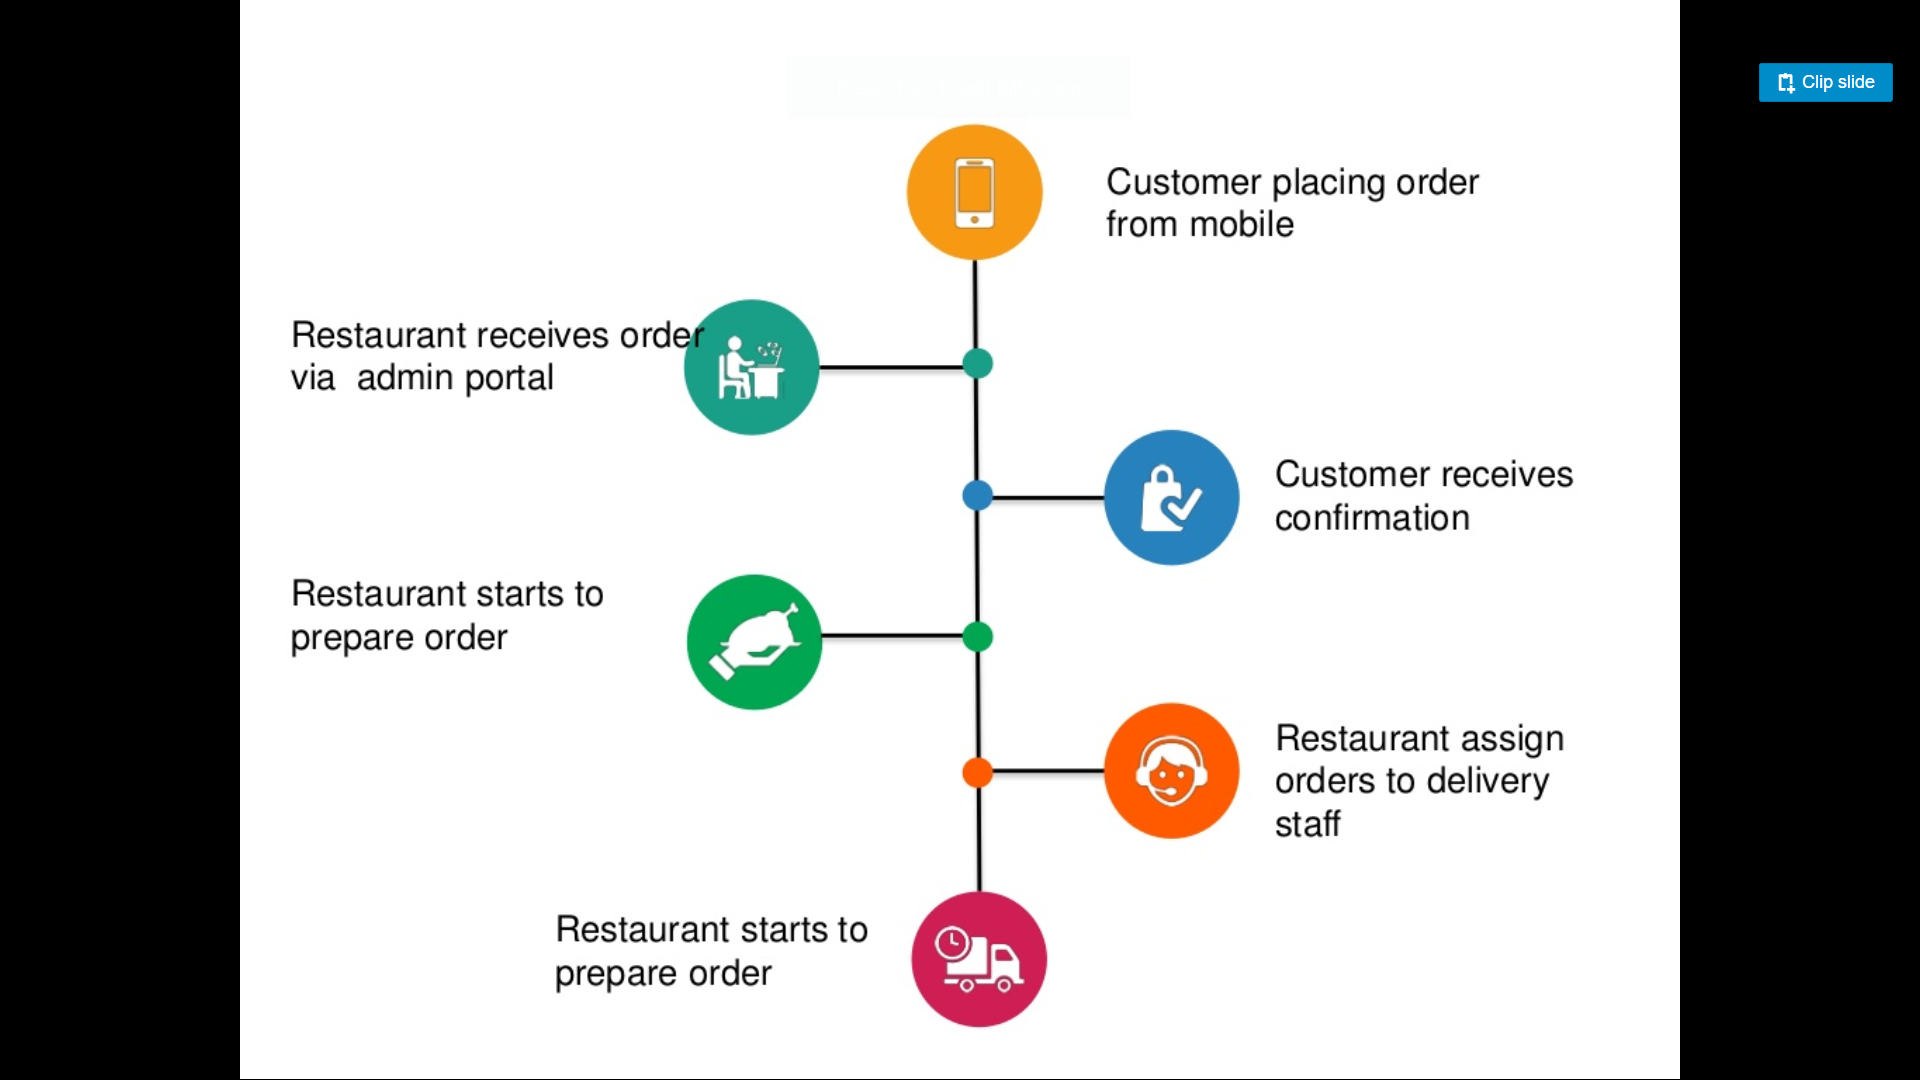 Clip slide
Customer placing order
from mobile
Restaurant receives order
via  admin portal
Customer receives
confirmation
Restaurant starts to
prepare order
Restaurant assign
orders to delivery
staff
Restaurant starts to
prepare order